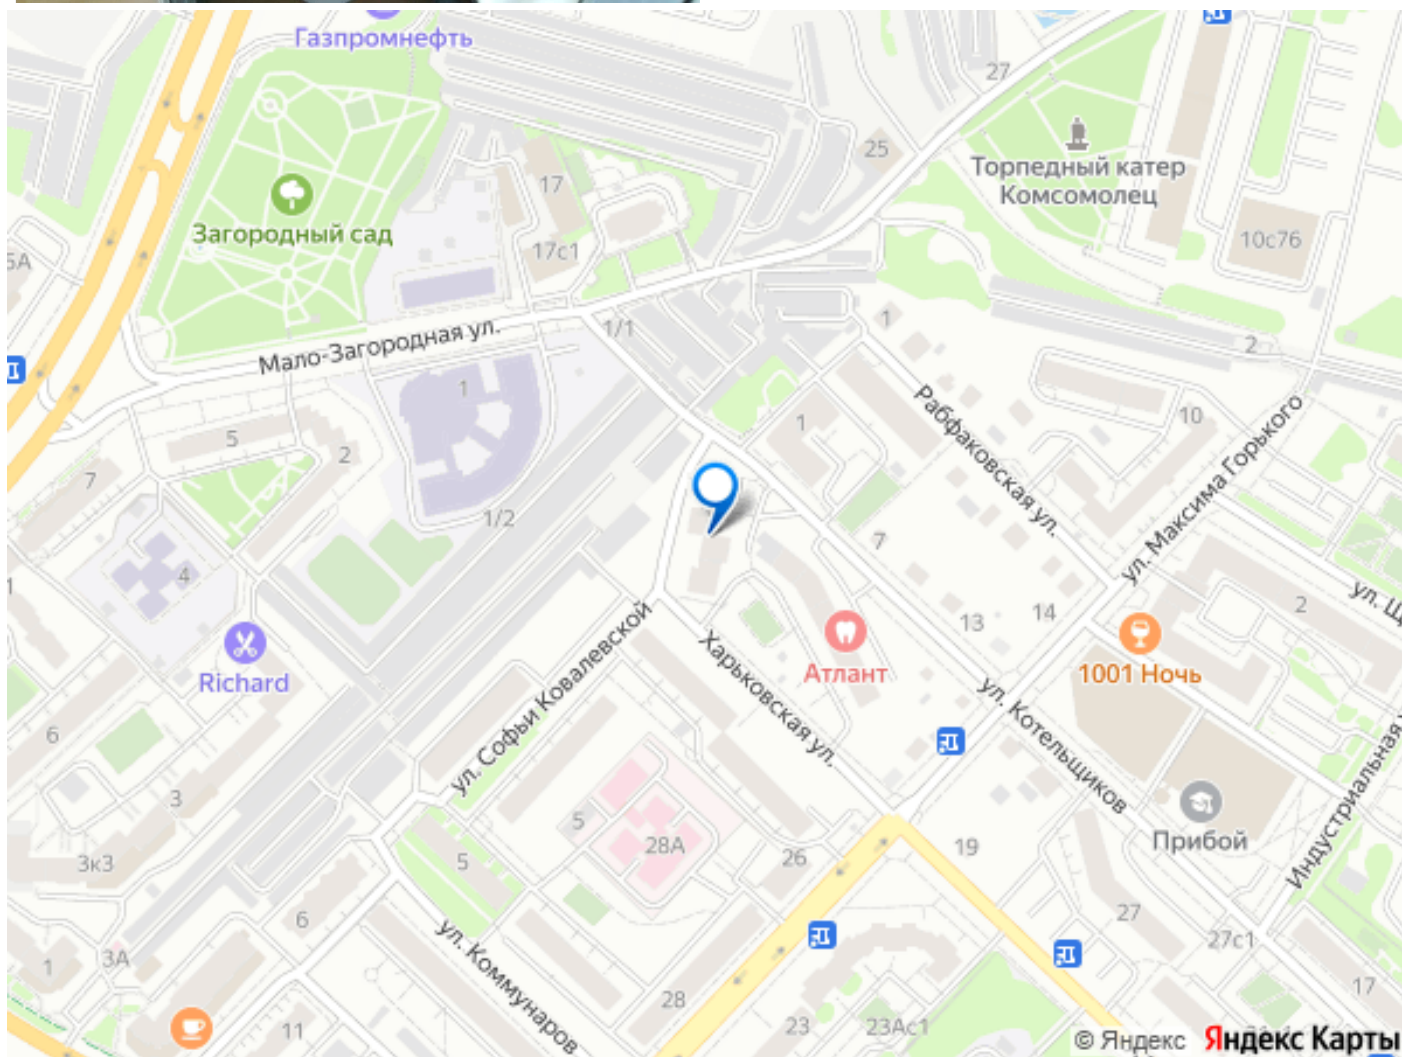 Газпромнефть
27
25
Торпедный катер
Комсомолец
17
Загородный сад
10с76
17с1
5А
1
1/1
2
Мало-Загородная ул.
1
Рабфаковская ул.
10
ул. Максима Горького
5
2
1
7
1/2
7
4
1
2
14
13
ул. Щ
1001 Ночь
Атлант
Richard
Харьковская ул.
ул. Софьи Ковалевской
ул. Котельщиков
6
Индустриальная
3
5
Прибой
28А
19
26
3к3
5
27
6
27с1
3А
1
ул. Коммунаров
17
28
11
23
23Ас1
© Яндекс Яндекс Карты